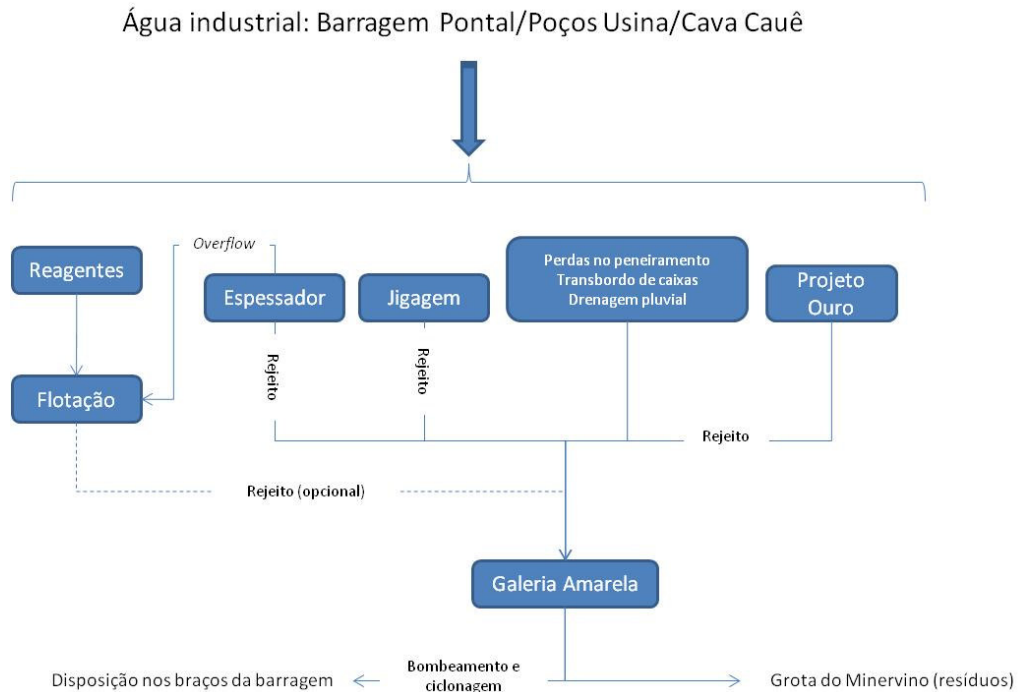 Água industrial: Barragem Pontal/Poços Usina/Cava Cauê
Overflow
Reagentes
Espessador
Jigagem
Perdas no peneiramento
Transbordo de caixas
Drenagem pluvial
Projeto
Ouro
Flotação
Rejeito
Rejeito
Rejeito
Rejeito (opcional)
Galeria Amarela
Disposição nos braços da barragem
Bombeamento e
ciclonagem
Grota do Minervino (resíduos)